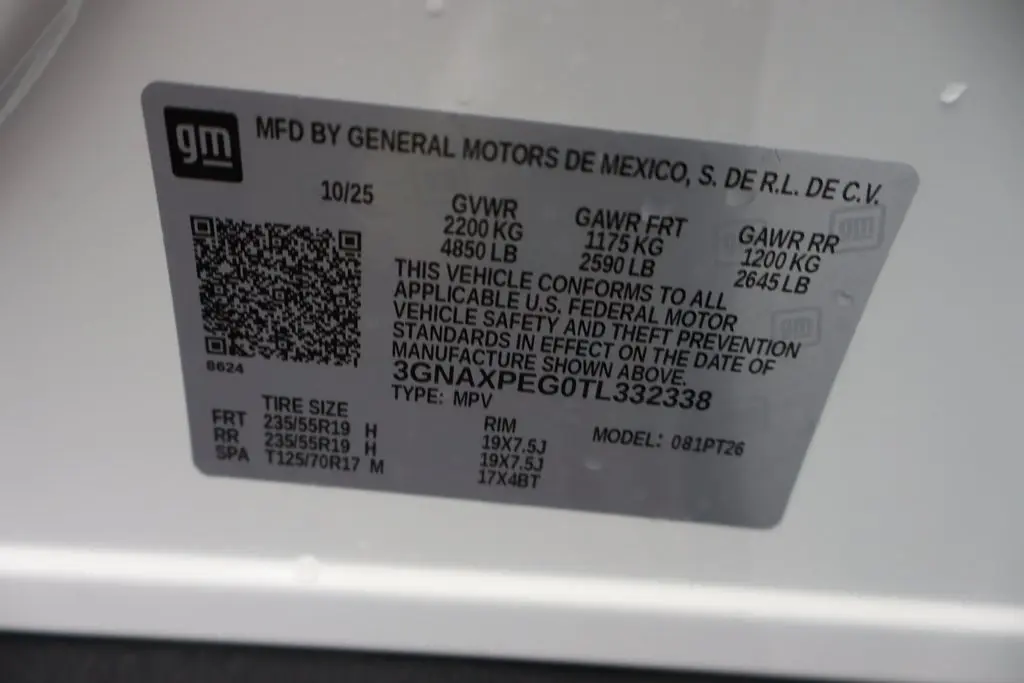 gm MFD BY GENERAL MOTORS DE MEXICO, S. DE R.L. DE C.V.
10/25 GVWR GAWR FRT GAWR RR
2200 KG 1175 KG 1200 KG
4850 LB 2590 LB 2645 LB
THIS VEHICLE CONFORMS TO ALL
APPLICABLE U.S. FEDERAL MOTOR
VEHICLE SAFETY AND THEFT PREVENTION
STANDARDS IN EFFECT ON THE DATE OF
MANUFACTURE SHOWN ABOVE.
8624
3GNAXPEG0TL332338
TYPE: MPV
TIRE SIZE RIM
FRT 235/55R19 H 19X7.5J MODEL: 081PT26
RR 235/55R19 H 19X7.5J
SPA T125/70R17 M 17X4BT
gm
gm